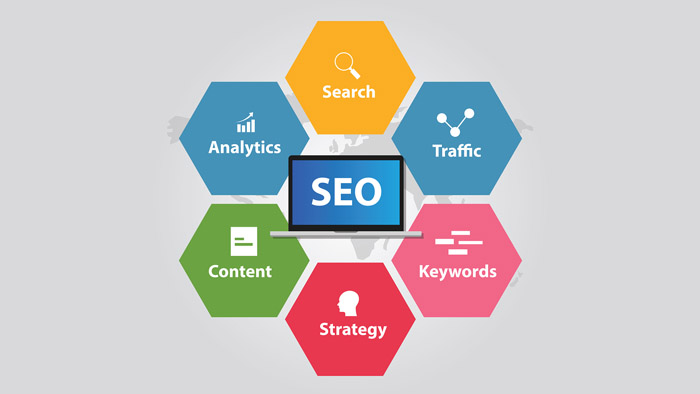 Search
Analytics
Traffic
SEO
Content
Keywords
Strategy